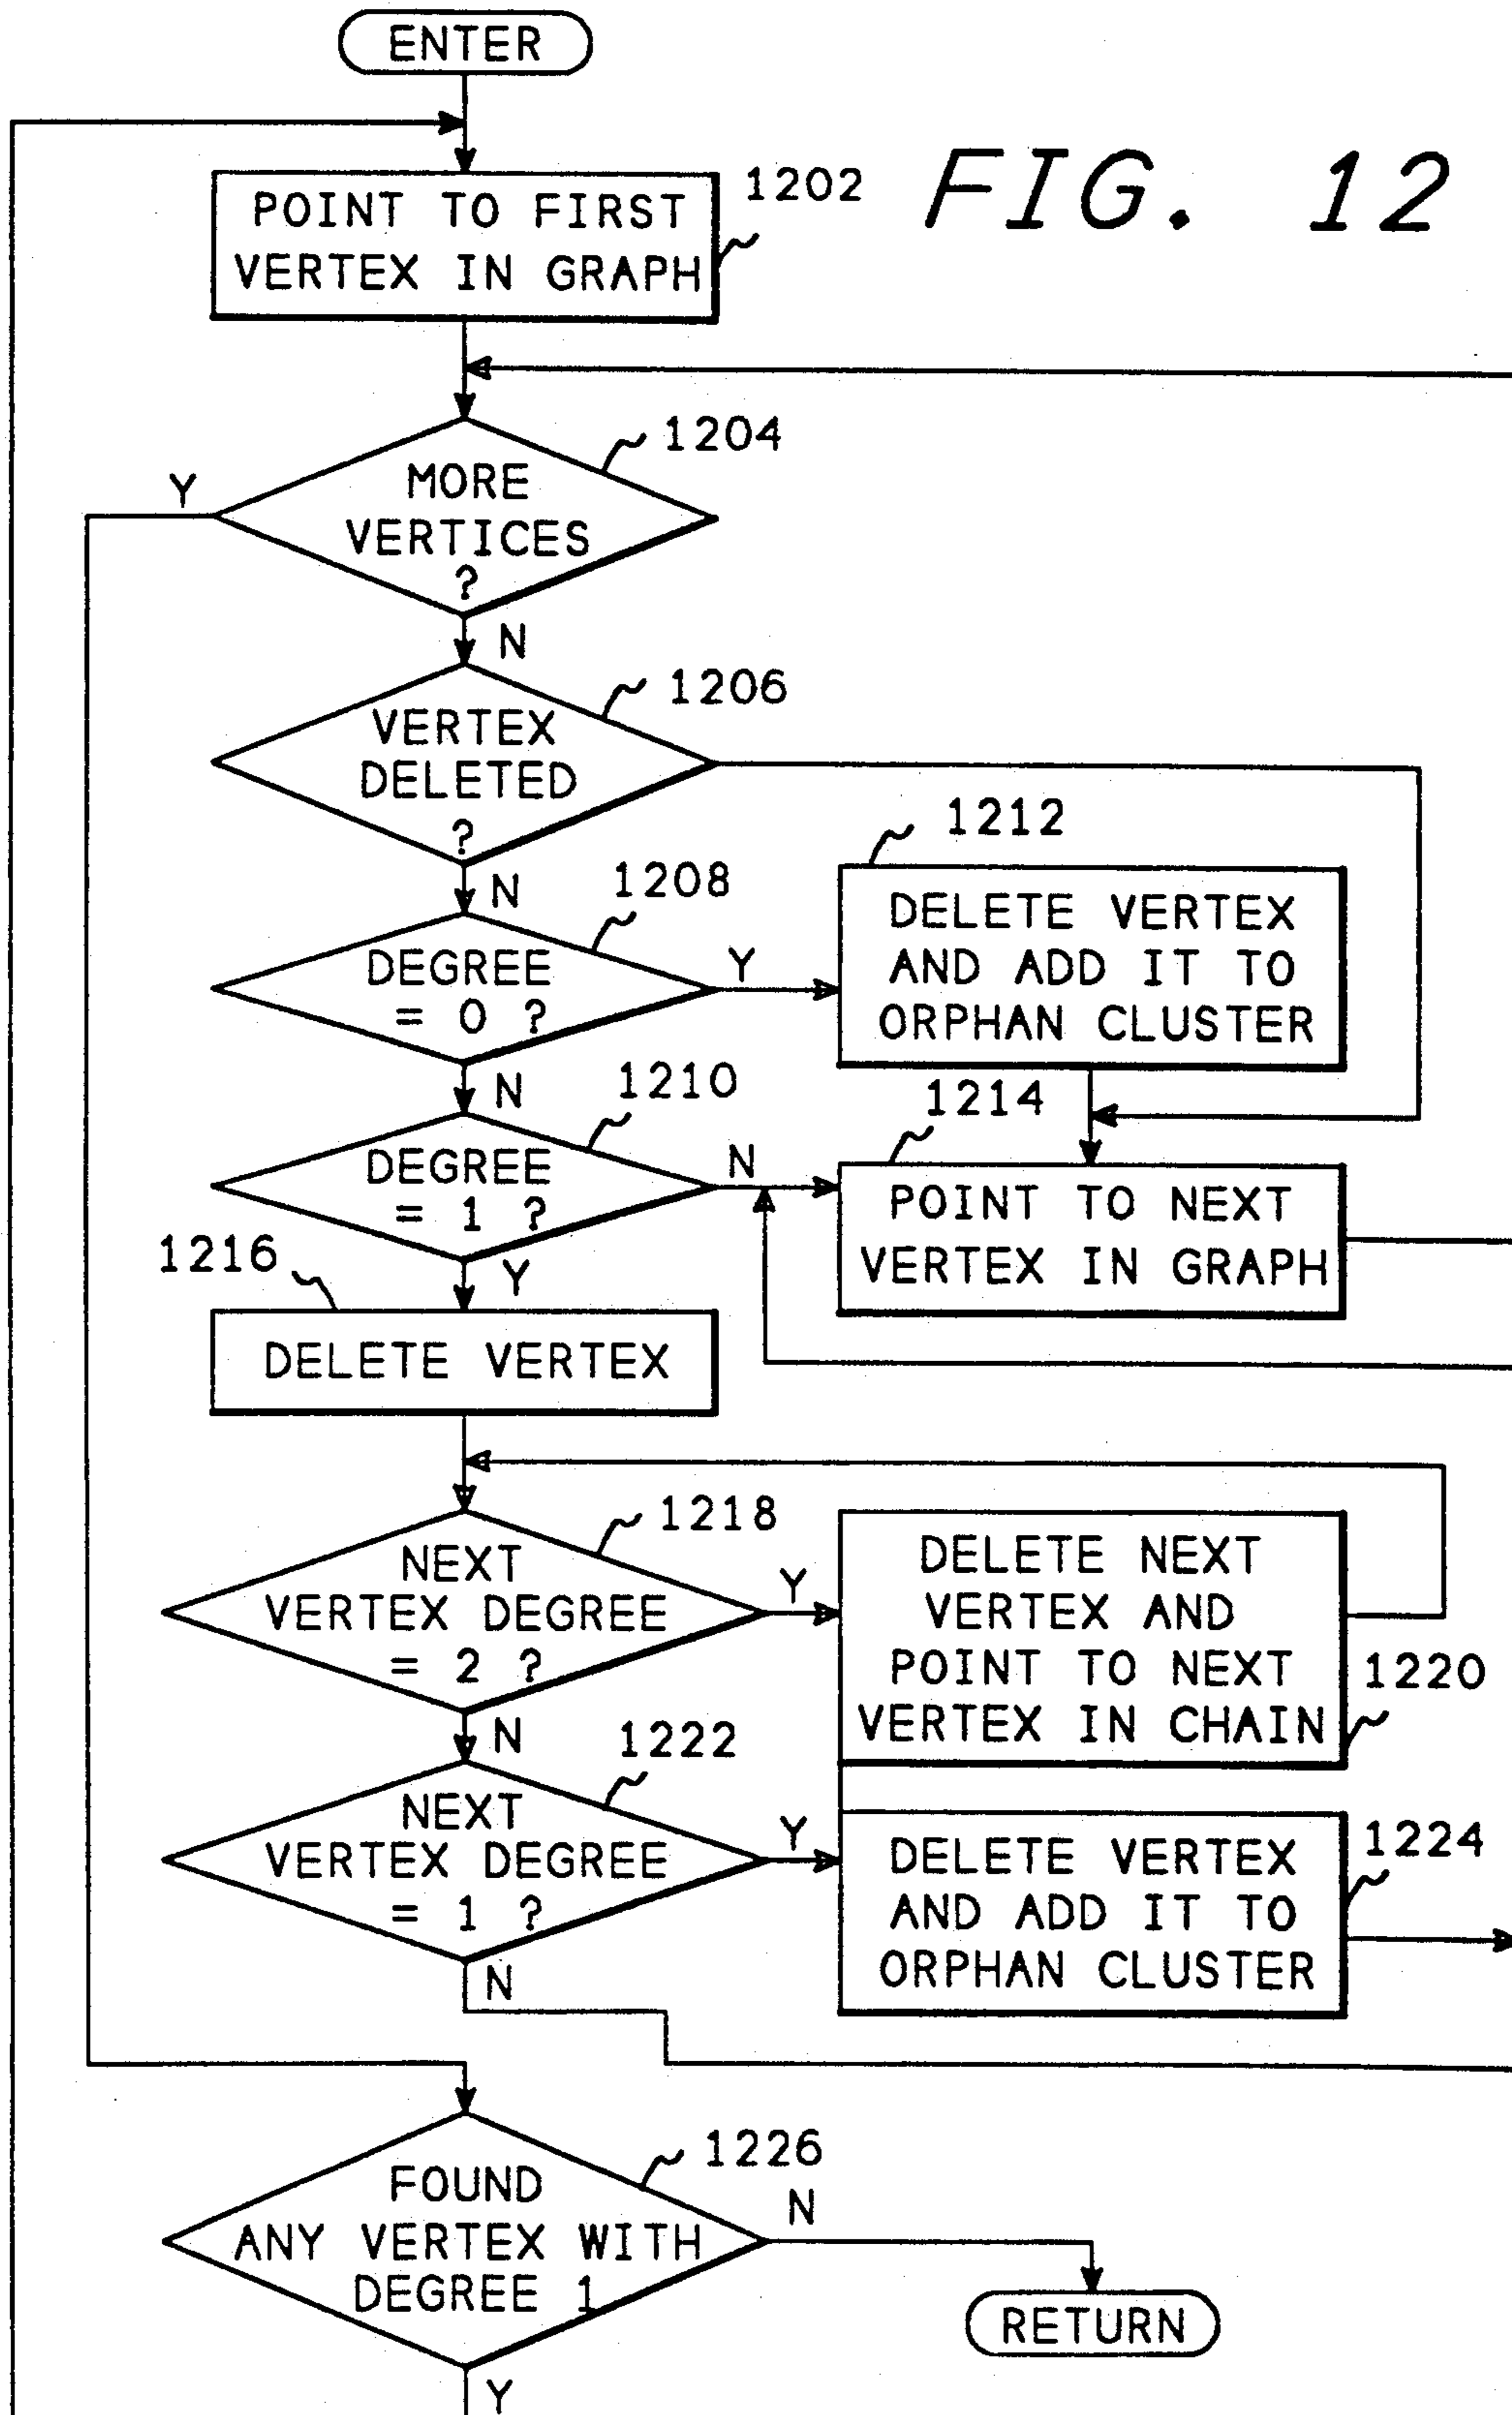 ENTER
FIG. 12
1202
POINT TO FIRST
VERTEX IN GRAPH
1204
Y
MORE
VERTICES
?
N
1206
VERTEX
DELETED
?
N
1208
DEGREE
= 0 ?
Y
1212
DELETE VERTEX
AND ADD IT TO
ORPHAN CLUSTER
N
1210
DEGREE
= 1 ?
N
1214
POINT TO NEXT
VERTEX IN GRAPH
Y
1216
DELETE VERTEX
1218
NEXT
VERTEX DEGREE
= 2 ?
Y
DELETE NEXT
VERTEX AND
POINT TO NEXT
VERTEX IN CHAIN
1220
N
1222
NEXT
VERTEX DEGREE
= 1 ?
Y
DELETE VERTEX
AND ADD IT TO
ORPHAN CLUSTER
1224
N
1226
FOUND
ANY VERTEX WITH
DEGREE 1
N
RETURN
Y